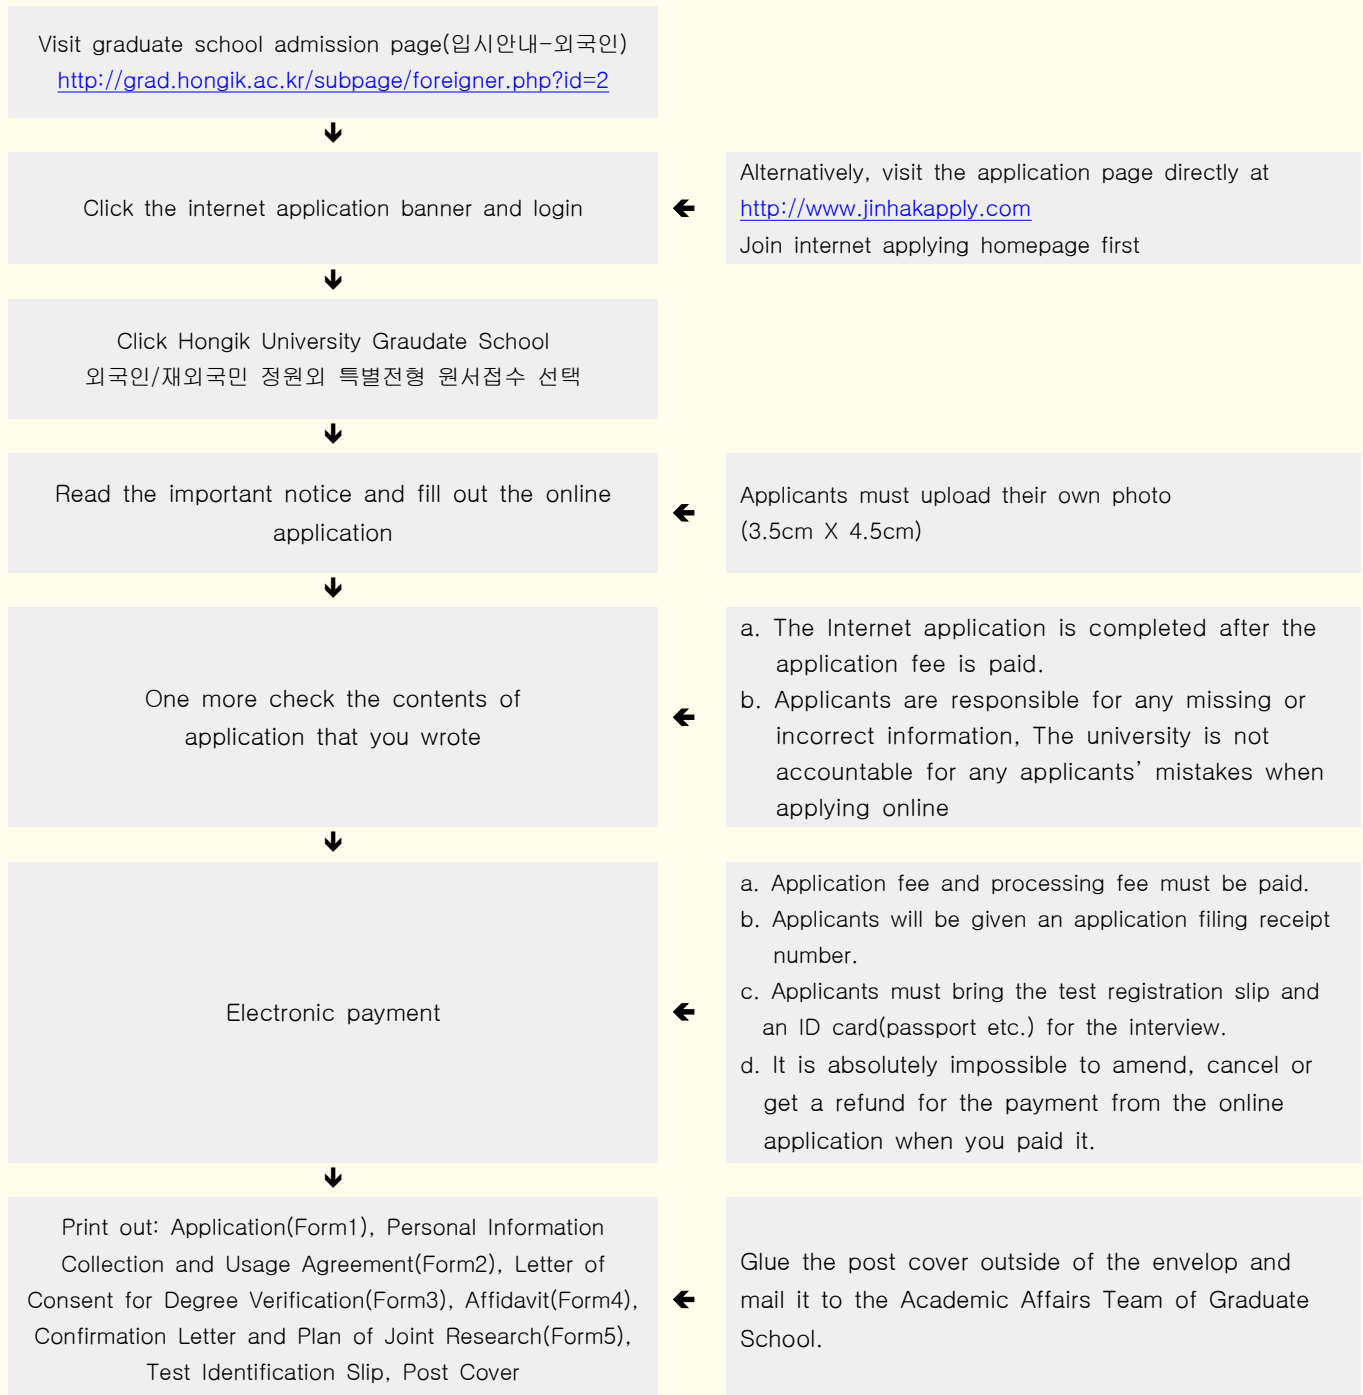 Visit graduate school admission page(입시안내-외국인)
http://grad.hongik.ac.kr/subpage/foreigner.php?id=2
Click the internet application banner and login
Alternatively, visit the application page directly at
http://www.jinhakapply.com
Join internet applying homepage first
Click Hongik University Graudate School
외국인/재외국민 정원외 특별전형 원서접수 선택
Read the important notice and fill out the online
application
Applicants must upload their own photo
(3.5cm X 4.5cm)
One more check the contents of
application that you wrote
a. The Internet application is completed after the
application fee is paid.
b. Applicants are responsible for any missing or
incorrect information, The university is not
accountable for any applicants’ mistakes when
applying online
Electronic payment
a. Application fee and processing fee must be paid.
b. Applicants will be given an application filing receipt
number.
c. Applicants must bring the test registration slip and
an ID card(passport etc.) for the interview.
d. It is absolutely impossible to amend, cancel or
get a refund for the payment from the online
application when you paid it.
Print out: Application(Form1), Personal Information
Collection and Usage Agreement(Form2), Letter of
Consent for Degree Verification(Form3), Affidavit(Form4),
Confirmation Letter and Plan of Joint Research(Form5),
Test Identification Slip, Post Cover
Glue the post cover outside of the envelop and
mail it to the Academic Affairs Team of Graduate
School.